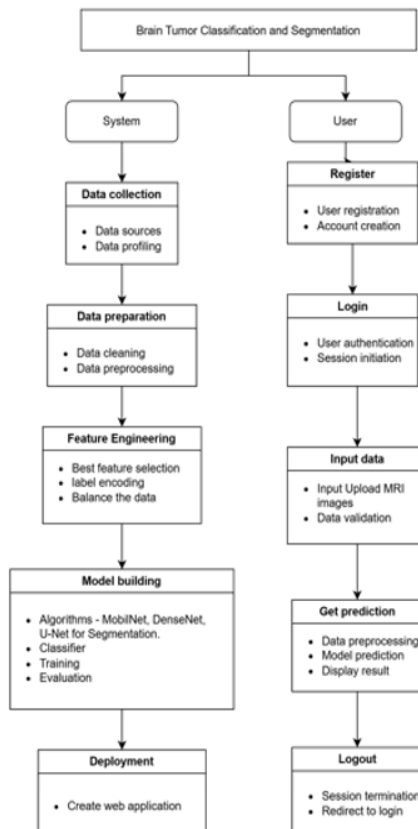 Brain Tumor Classification and Segmentation
System
User
Data collection
• Data sources
• Data profiling
Data preparation
• Data cleaning
• Data preprocessing
Feature Engineering
• Best feature selection
• label encoding
• Balance the data
Model building
• Algorithms - MobilNet, DenseNet,
U-Net for Segmentation.
• Classifier
• Training
• Evaluation
Deployment
• Create web application
Register
• User registration
• Account creation
Login
• User authentication
• Session initiation
Input data
• Input Upload MRI
images
• Data validation
Get prediction
• Data preprocessing
• Model prediction
• Display result
Logout
• Session termination
• Redirect to login